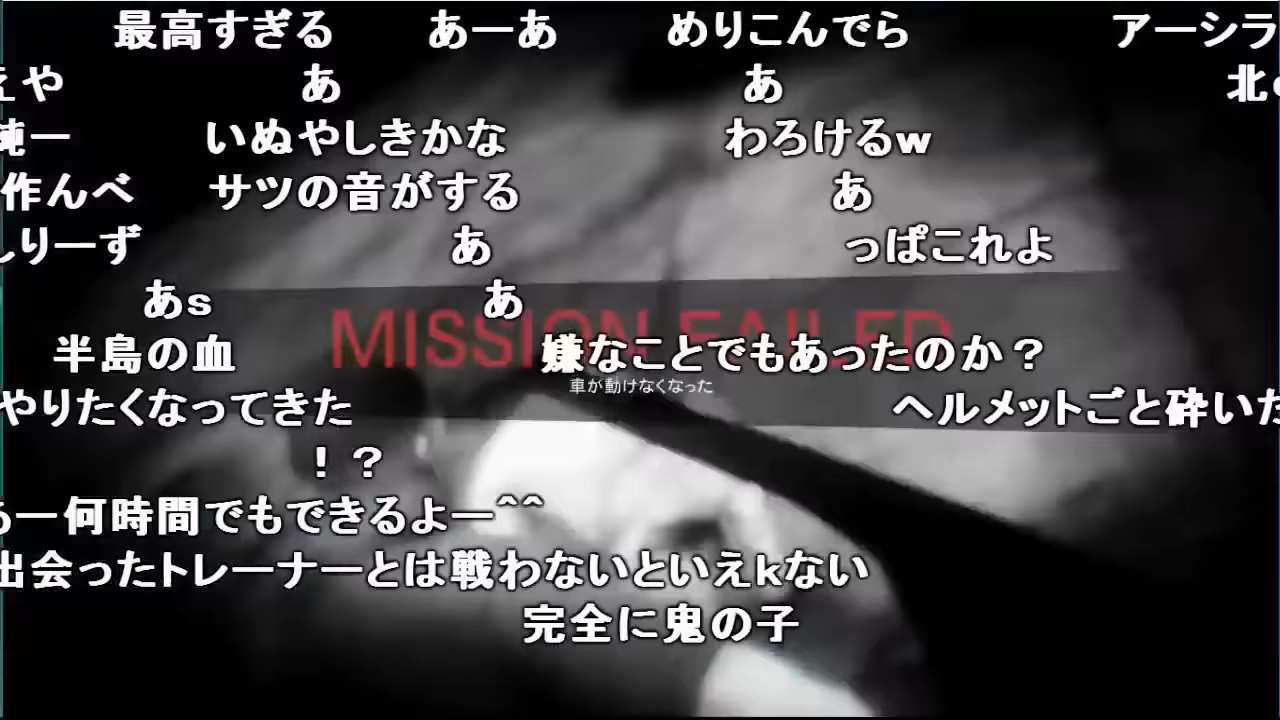 最高すぎる あーあ めりこんでら アーシラ
えや あ あ 北
純一 いぬやしきかな わろけるw
作んべ サツの音がする あ
しりーず あ っぱこれよ
あs あ
MISSION FAILED
半島の血 嫌なことでもあったのか？
車が動けなくなった
やりたくなってきた ヘルメットごと砕いた
！？
るー何時間でもできるよー^^
出会ったトレーナーとは戦わないといえkない
完全に鬼の子